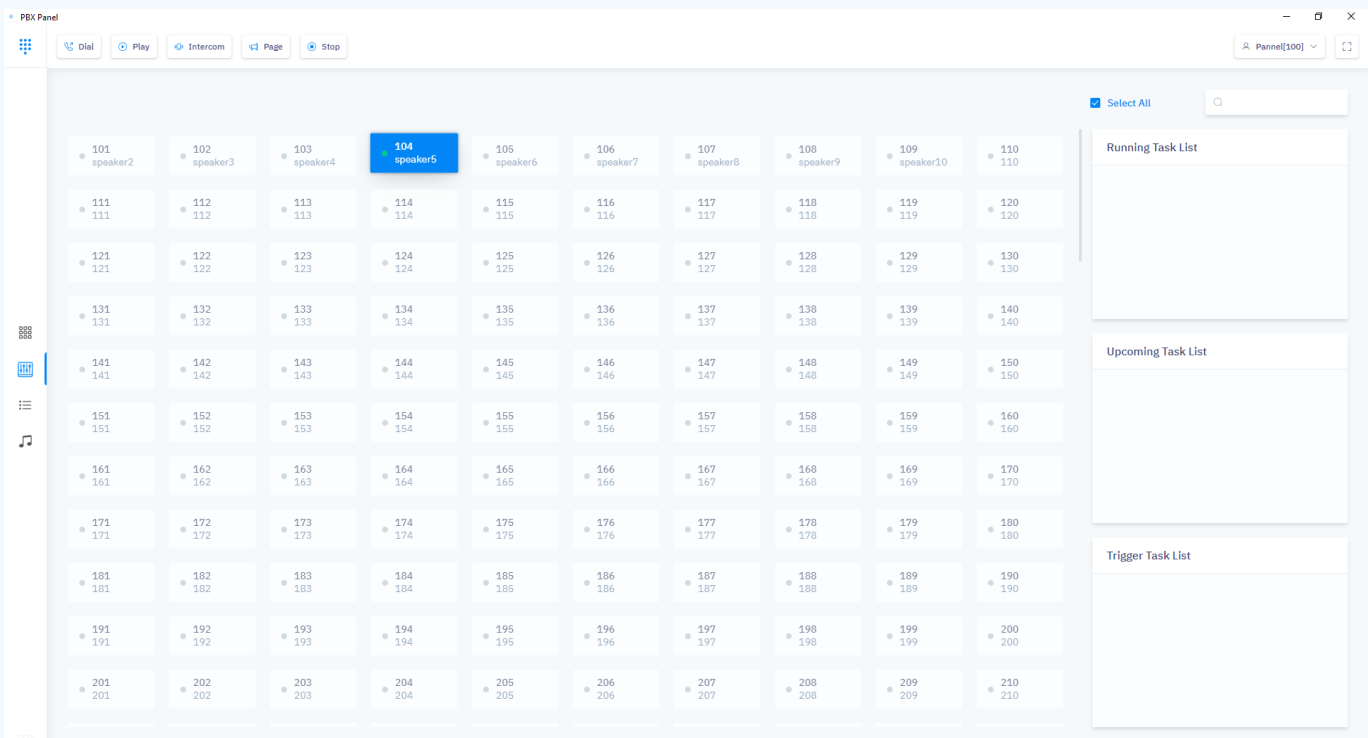 PBX Panel
Dial Play Intercom Page Stop Pannel[100]
Select All
101 102 103 104 105 106 107 108 109 110
speaker2 speaker3 speaker4 speaker5 speaker6 speaker7 speaker8 speaker9 speaker10 110
111 112 113 114 115 116 117 118 119 120
111 112 113 114 115 116 117 118 119 120
121 122 123 124 125 126 127 128 129 130
121 122 123 124 125 126 127 128 129 130
131 132 133 134 135 136 137 138 139 140
131 132 133 134 135 136 137 138 139 140
141 142 143 144 145 146 147 148 149 150
141 142 143 144 145 146 147 148 149 150
151 152 153 154 155 156 157 158 159 160
151 152 153 154 155 156 157 158 159 160
161 162 163 164 165 166 167 168 169 170
161 162 163 164 165 166 167 168 169 170
171 172 173 174 175 176 177 178 179 180
171 172 173 174 175 176 177 178 179 180
181 182 183 184 185 186 187 188 189 190
181 182 183 184 185 186 187 188 189 190
191 192 193 194 195 196 197 198 199 200
191 192 193 194 195 196 197 198 199 200
201 202 203 204 205 206 207 208 209 210
201 202 203 204 205 206 207 208 209 210
Running Task List
Upcoming Task List
Trigger Task List